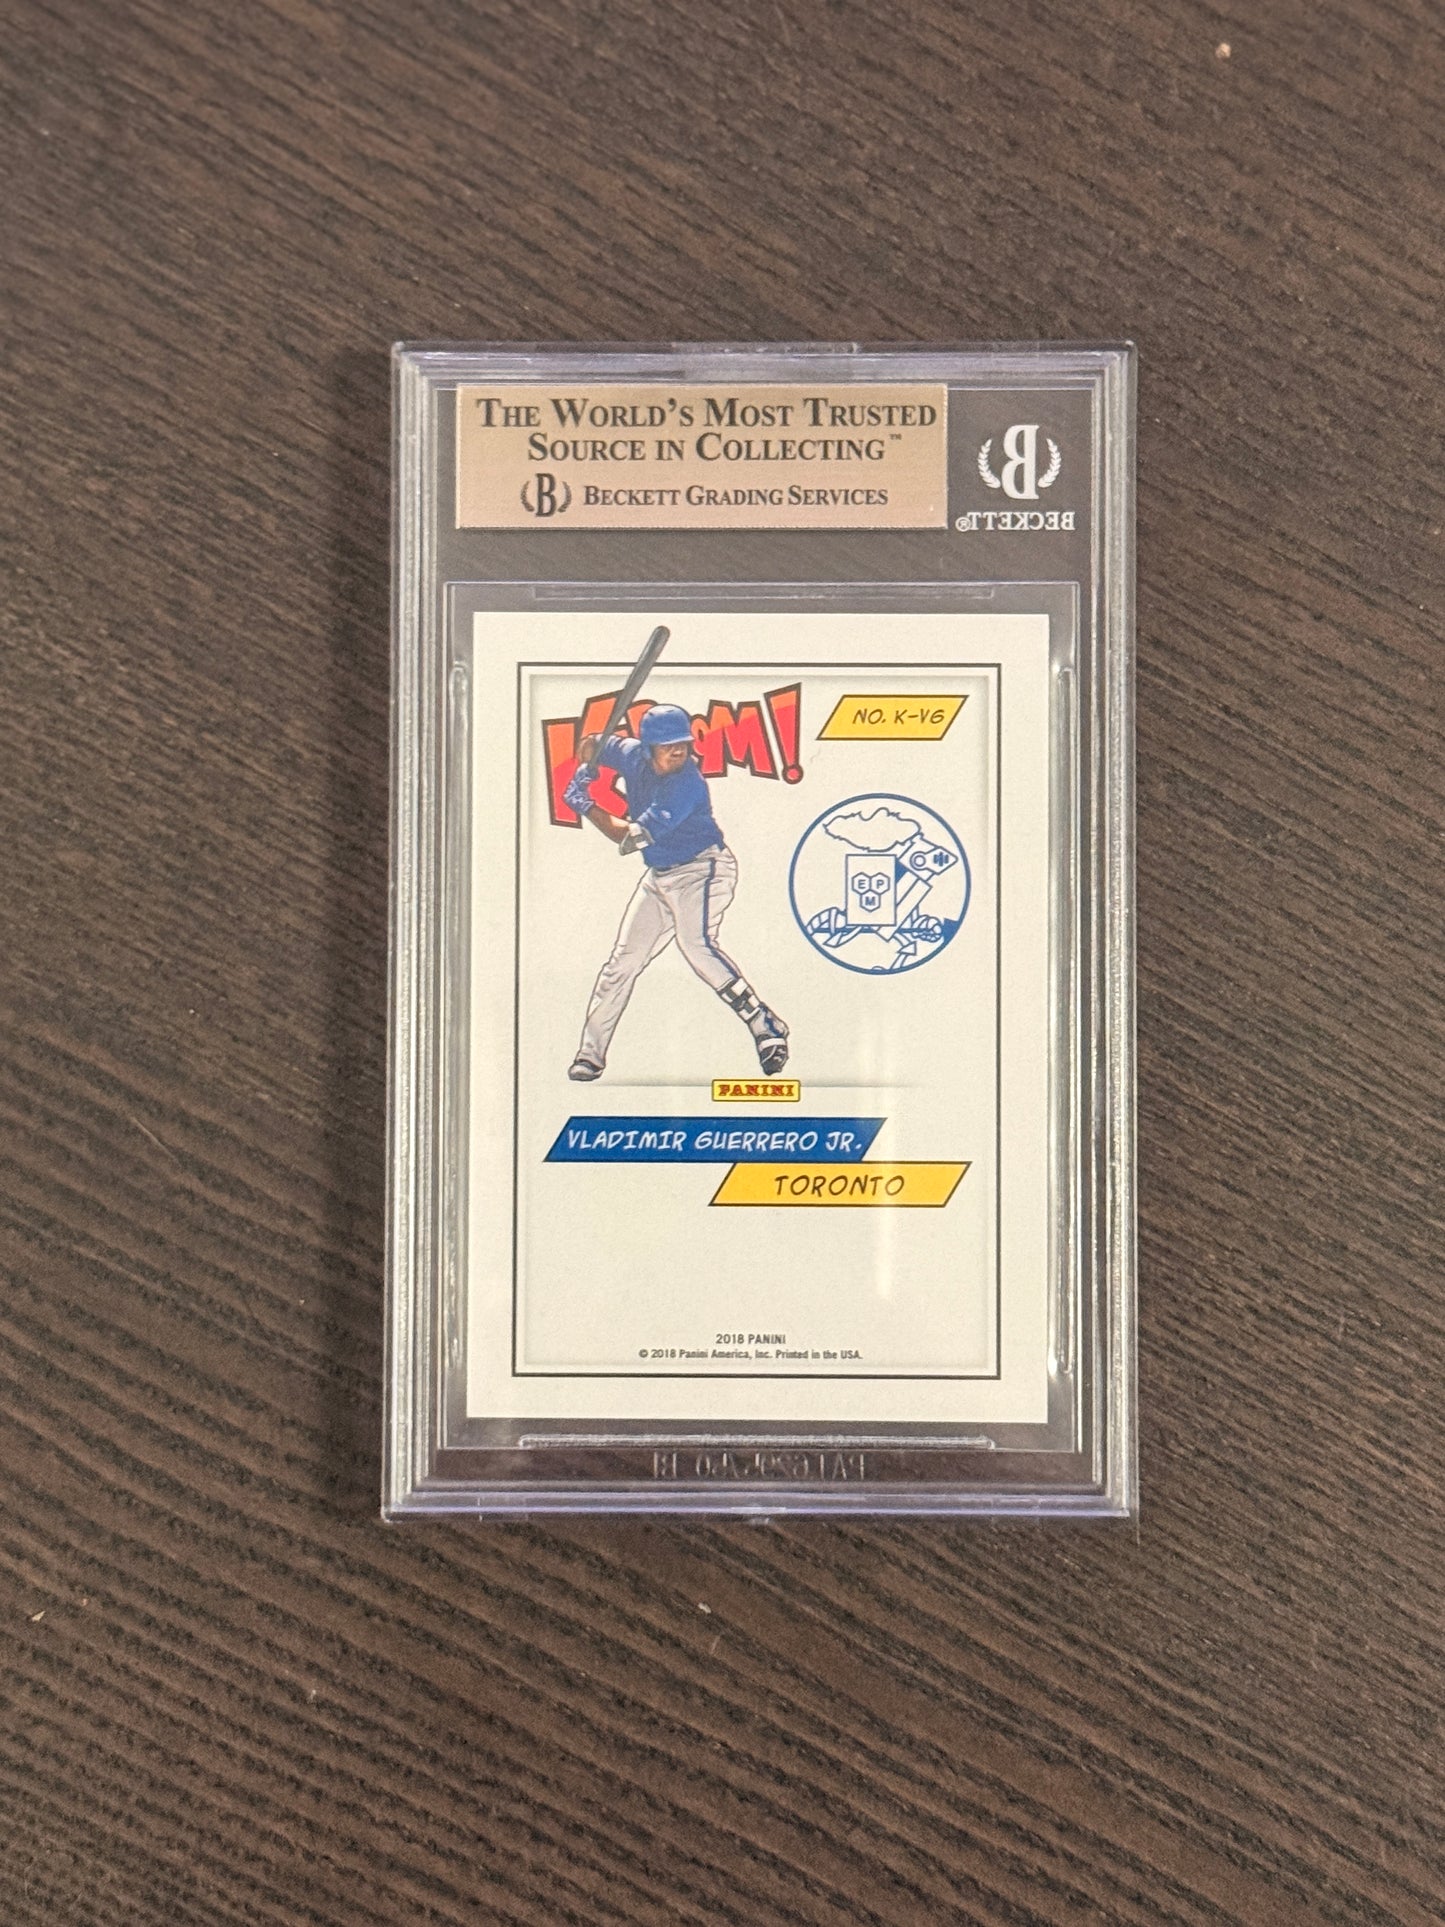 THE WORLD'S MOST TRUSTED
SOURCE IN COLLECTING™
B BECKETT GRADING SERVICES
B
BECKETT®
KABOOM!
NO. K-VG
E P
M
PANINI
VLADIMIR GUERRERO JR.
TORONTO
2018 PANINI
© 2018 Panini America, Inc. Printed in the USA.